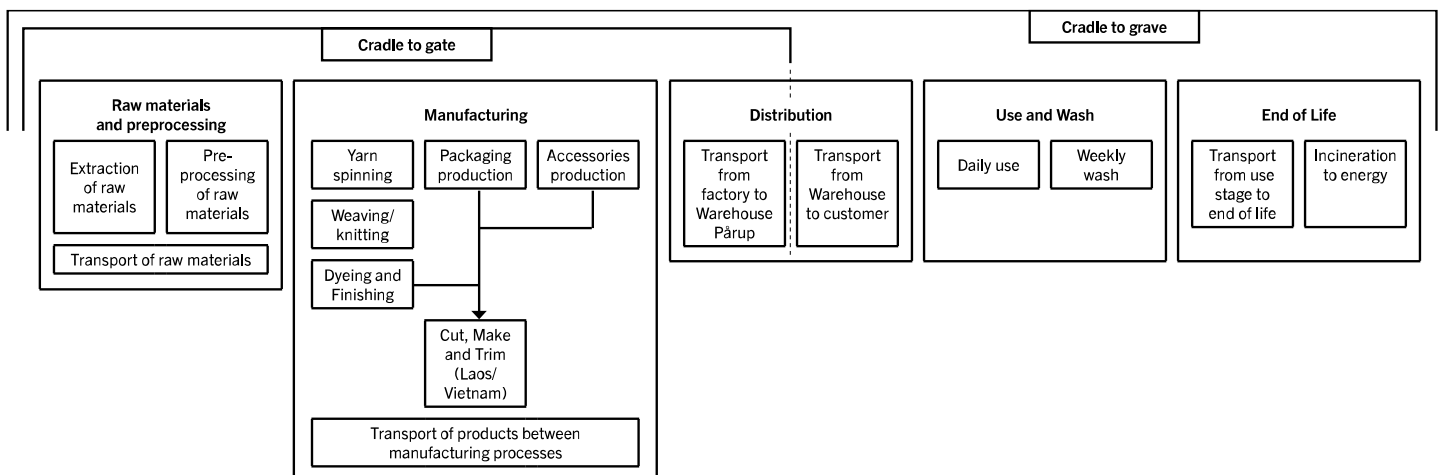 Cradle to gate
Cradle to grave
Raw materials
and preprocessing
Extraction
of raw
materials
Pre-
processing
of raw
materials
Transport of raw materials
Manufacturing
Yarn
spinning
Packaging
production
Accessories
production
Weaving/
knitting
Dyeing and
Finishing
Cut, Make
and Trim
(Laos/
Vietnam)
Transport of products between
manufacturing processes
Distribution
Transport
from
factory to
Warehouse
Pårup
Transport
from
Warehouse
to customer
Use and Wash
Daily use
Weekly
wash
End of Life
Transport
from use
stage to
end of life
Incineration
to energy